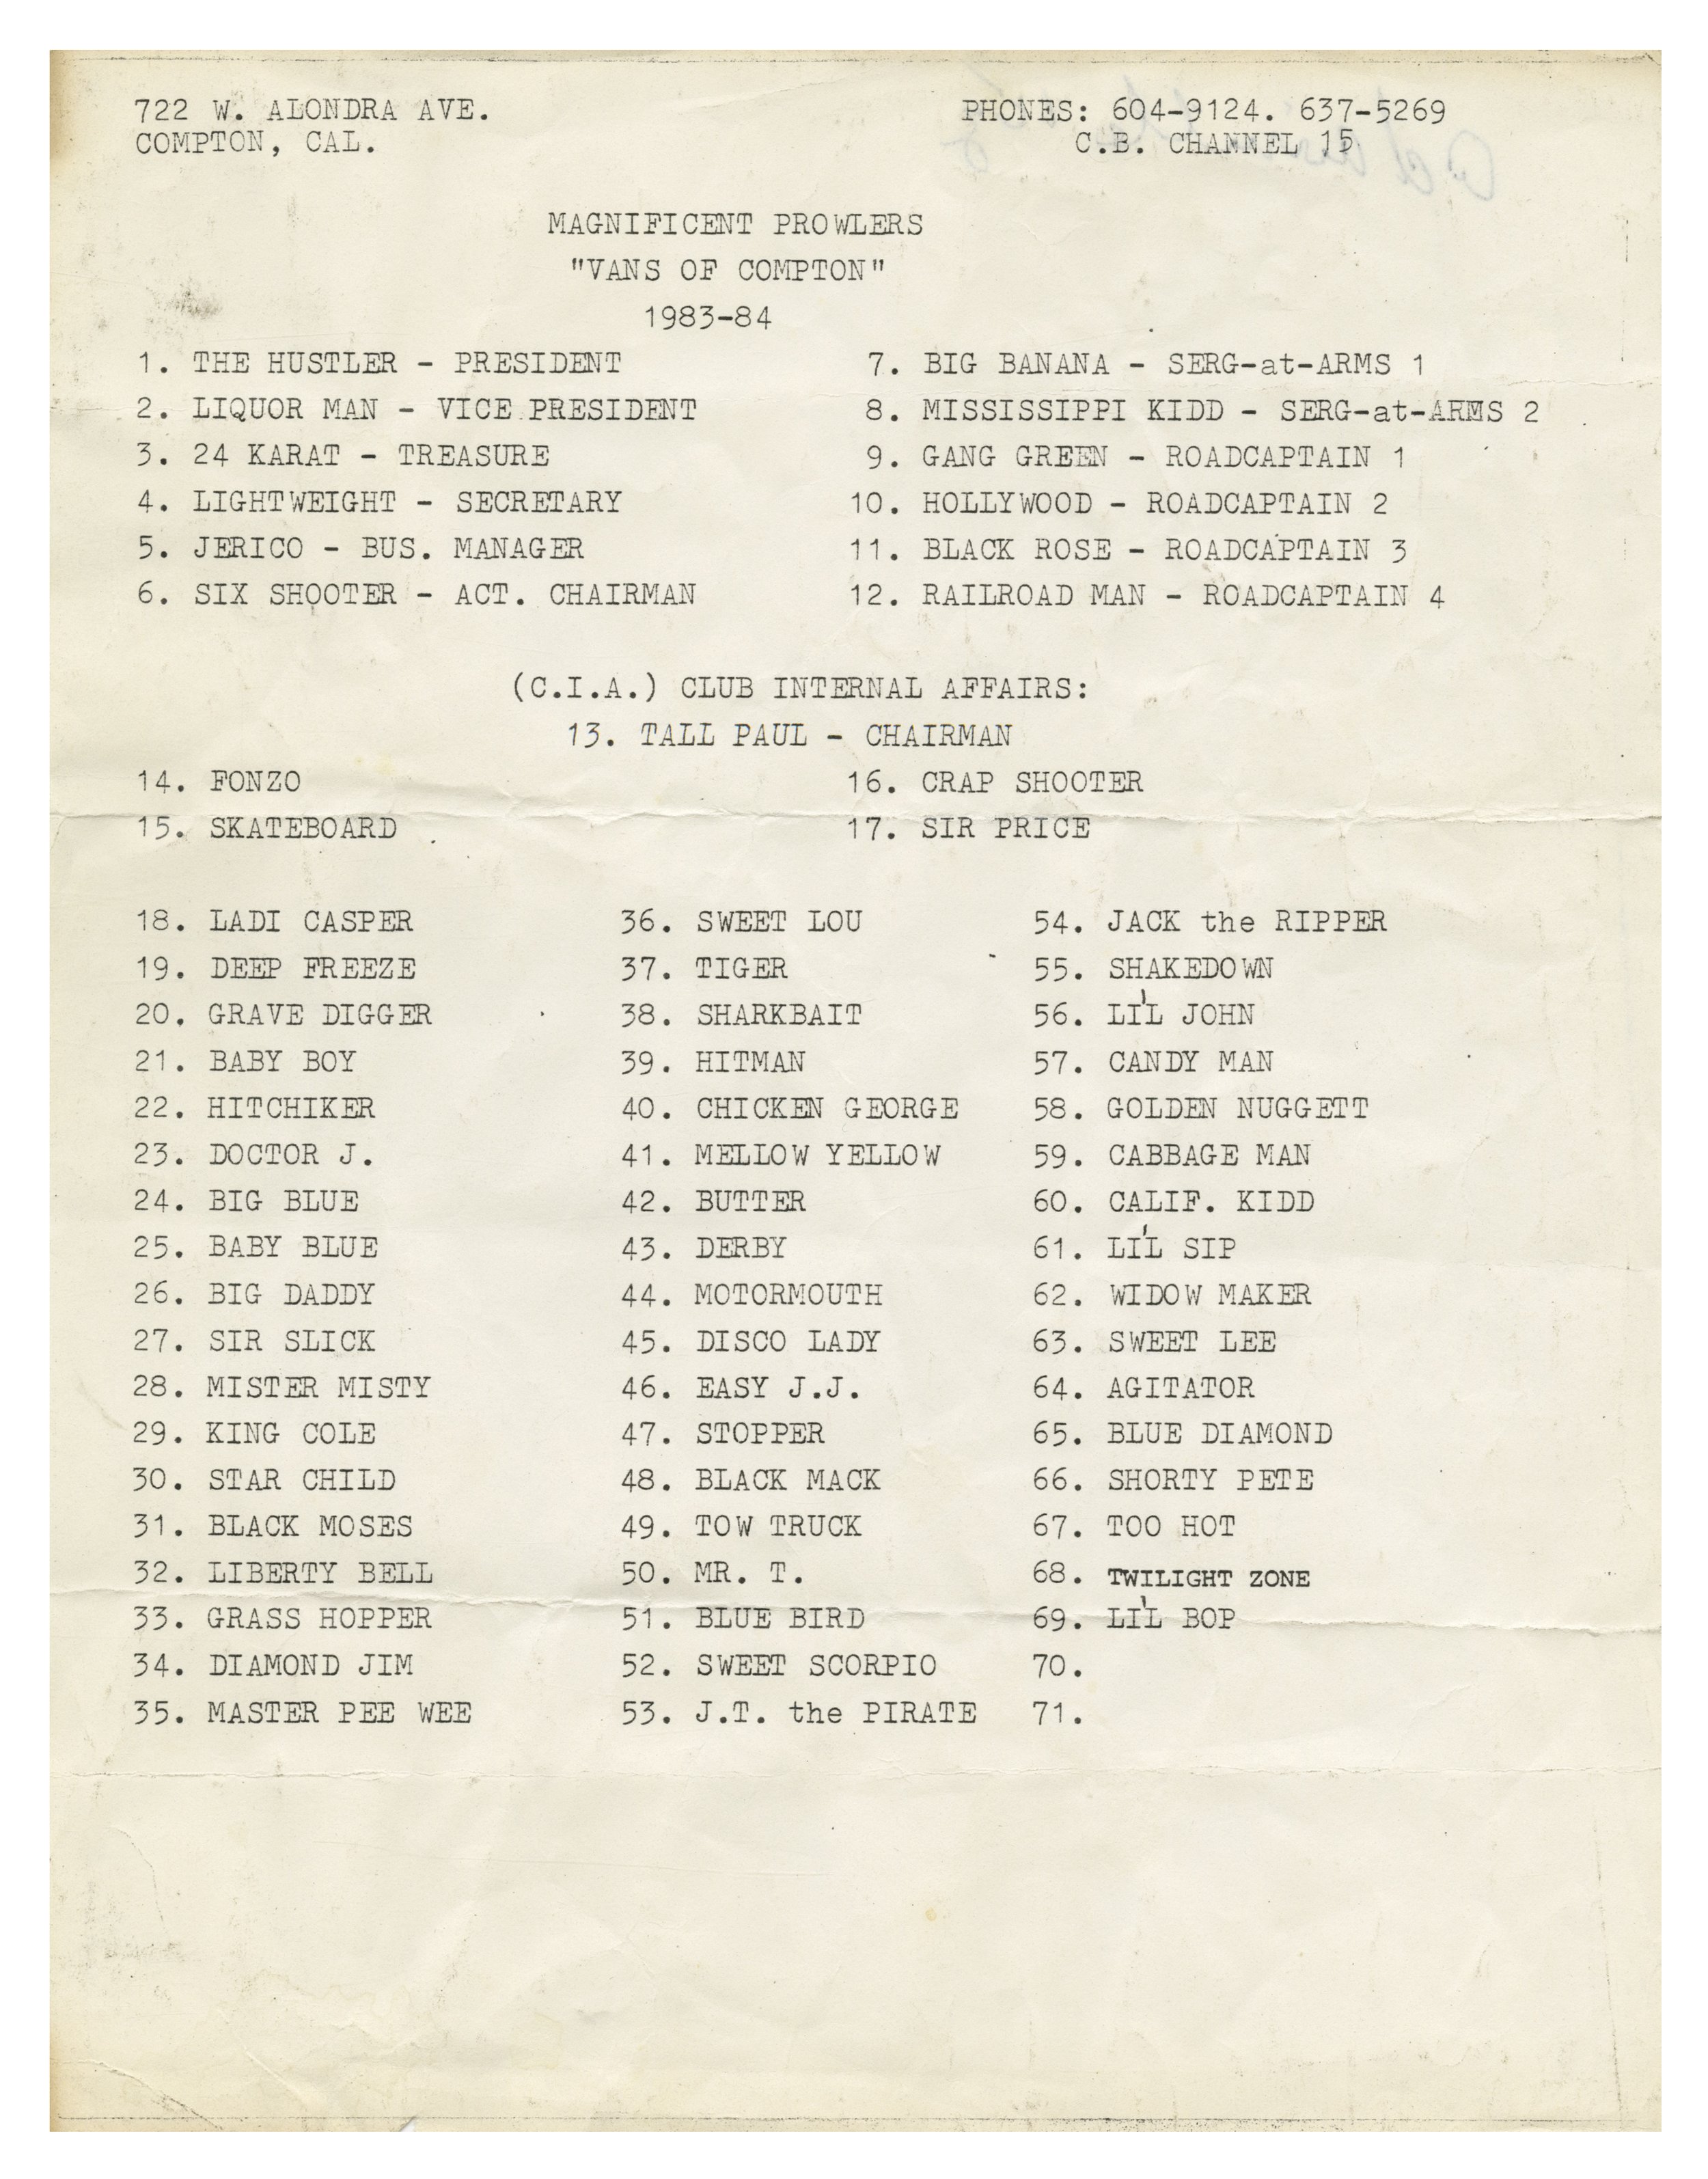 722 W. ALONDRA AVE. PHONES: 604-9124. 637-5269
COMPTON, CAL. C.B. CHANNEL 15
MAGNIFICENT PROWLERS
"VANS OF COMPTON"
1983-84
1. THE HUSTLER - PRESIDENT 7. BIG BANANA - SERG-at-ARMS 1
2. LIQUOR MAN - VICE PRESIDENT 8. MISSISSIPPI KIDD - SERG-at-ARMS 2
3. 24 KARAT - TREASURE 9. GANG GREEN - ROADCAPTAIN 1
4. LIGHTWEIGHT - SECRETARY 10. HOLLYWOOD - ROADCAPTAIN 2
5. JERICO - BUS. MANAGER 11. BLACK ROSE - ROADCAPTAIN 3
6. SIX SHOOTER - ACT. CHAIRMAN 12. RAILROAD MAN - ROADCAPTAIN 4
(C.I.A.) CLUB INTERNAL AFFAIRS:
13. TALL PAUL - CHAIRMAN
14. FONZO 16. CRAP SHOOTER
15. SKATEBOARD 17. SIR PRICE
18. LADI CASPER 36. SWEET LOU 54. JACK the RIPPER
19. DEEP FREEZE 37. TIGER 55. SHAKEDOWN
20. GRAVE DIGGER 38. SHARKBAIT 56. LI'L JOHN
21. BABY BOY 39. HITMAN 57. CANDY MAN
22. HITCHIKER 40. CHICKEN GEORGE 58. GOLDEN NUGGETT
23. DOCTOR J. 41. MELLOW YELLOW 59. CABBAGE MAN
24. BIG BLUE 42. BUTTER 60. CALIF. KIDD
25. BABY BLUE 43. DERBY 61. LI'L SIP
26. BIG DADDY 44. MOTORMOUTH 62. WIDOW MAKER
27. SIR SLICK 45. DISCO LADY 63. SWEET LEE
28. MISTER MISTY 46. EASY J.J. 64. AGITATOR
29. KING COLE 47. STOPPER 65. BLUE DIAMOND
30. STAR CHILD 48. BLACK MACK 66. SHORTY PETE
31. BLACK MOSES 49. TOW TRUCK 67. TOO HOT
32. LIBERTY BELL 50. MR. T. 68. TWILIGHT ZONE
33. GRASS HOPPER 51. BLUE BIRD 69. LI'L BOP
34. DIAMOND JIM 52. SWEET SCORPIO 70.
35. MASTER PEE WEE 53. J.T. the PIRATE 71.